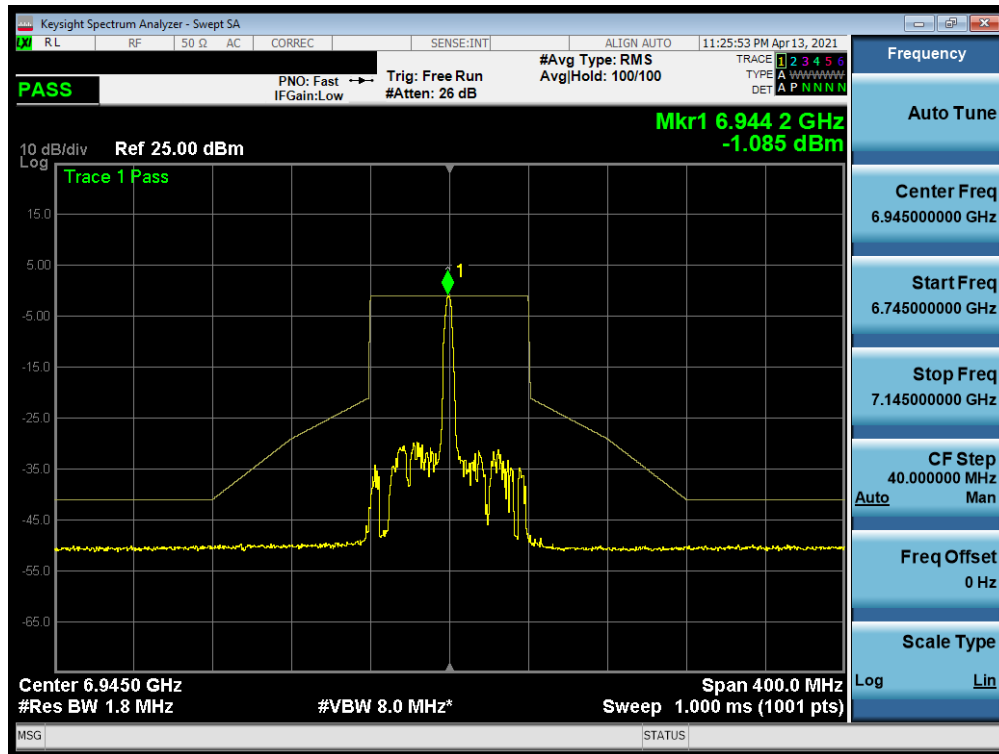 Keysight Spectrum Analyzer - Swept SA
LXI RL RF 50 Ω AC CORREC SENSE:INT ALIGN AUTO 11:25:53 PM Apr 13, 2021
PASS
PNO: Fast
IFGain:Low
Trig: Free Run
#Atten: 26 dB
#Avg Type: RMS
Avg|Hold: 100/100
TRACE 1 2 3 4 5 6
TYPE A WWWWW
DET A P N N N N
Mkr1 6.944 2 GHz
-1.085 dBm
10 dB/div Ref 25.00 dBm
Log
Trace 1 Pass
15.0
5.00
-5.00
-15.0
-25.0
-35.0
-45.0
-55.0
-65.0
1
Center 6.9450 GHz Span 400.0 MHz
#Res BW 1.8 MHz #VBW 8.0 MHz* Sweep 1.000 ms (1001 pts)
MSG STATUS
Frequency
Auto Tune
Center Freq
6.945000000 GHz
Start Freq
6.745000000 GHz
Stop Freq
7.145000000 GHz
CF Step
40.000000 MHz
Auto Man
Freq Offset
0 Hz
Scale Type
Log Lin